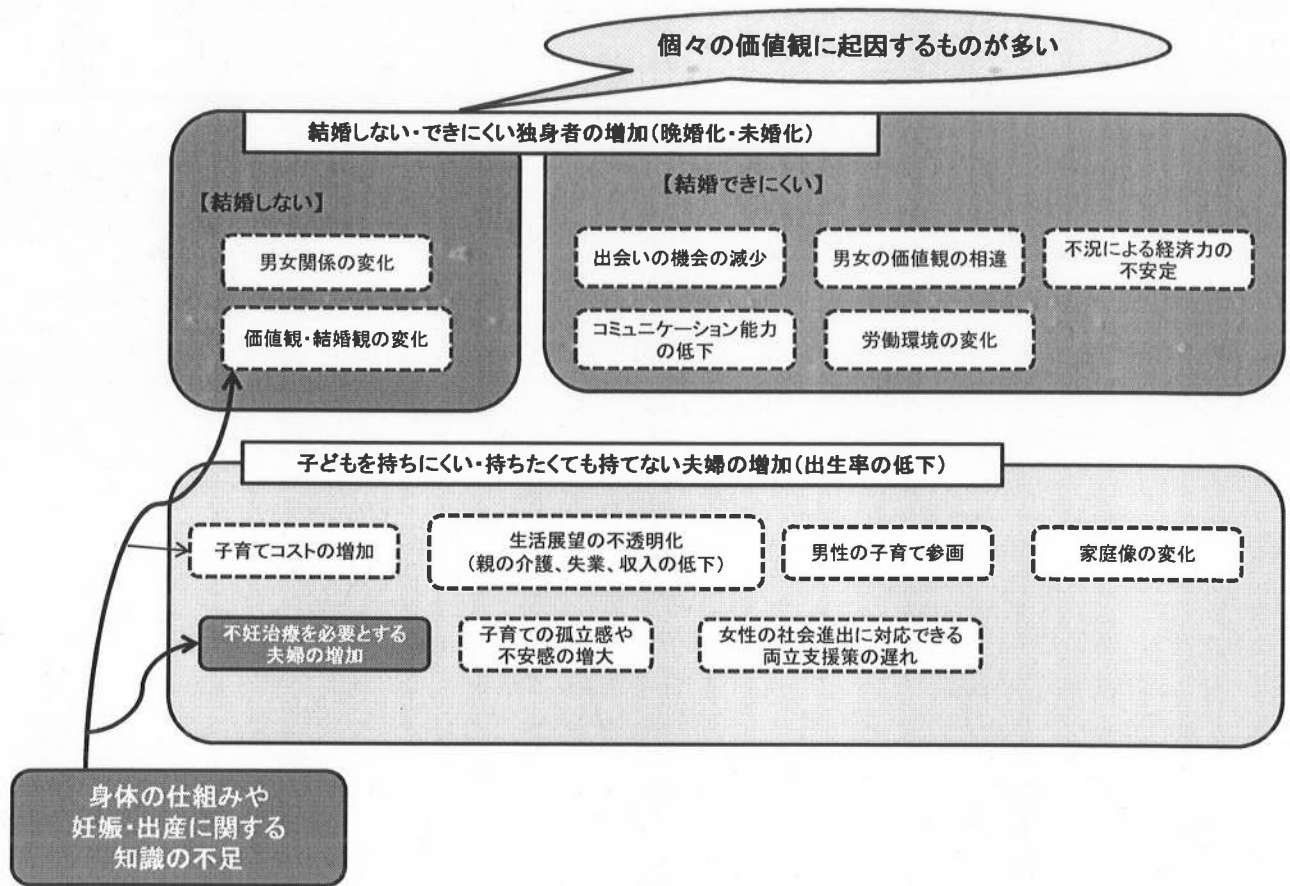 個々の価値観に起因するものが多い
結婚しない・できにくい独身者の増加(晩婚化・未婚化)
【結婚しない】
男女関係の変化
価値観・結婚観の変化
【結婚できにくい】
出会いの機会の減少
男女の価値観の相違
不況による経済力の
不安定
コミュニケーション能力
の低下
労働環境の変化
子どもを持ちにくい・持ちたくても持てない夫婦の増加(出生率の低下)
子育てコストの増加
生活展望の不透明化
(親の介護、失業、収入の低下)
男性の子育て参画
家庭像の変化
不妊治療を必要とする
夫婦の増加
子育ての孤立感や
不安感の増大
女性の社会進出に対応できる
両立支援策の遅れ
身体の仕組みや
妊娠・出産に関する
知識の不足